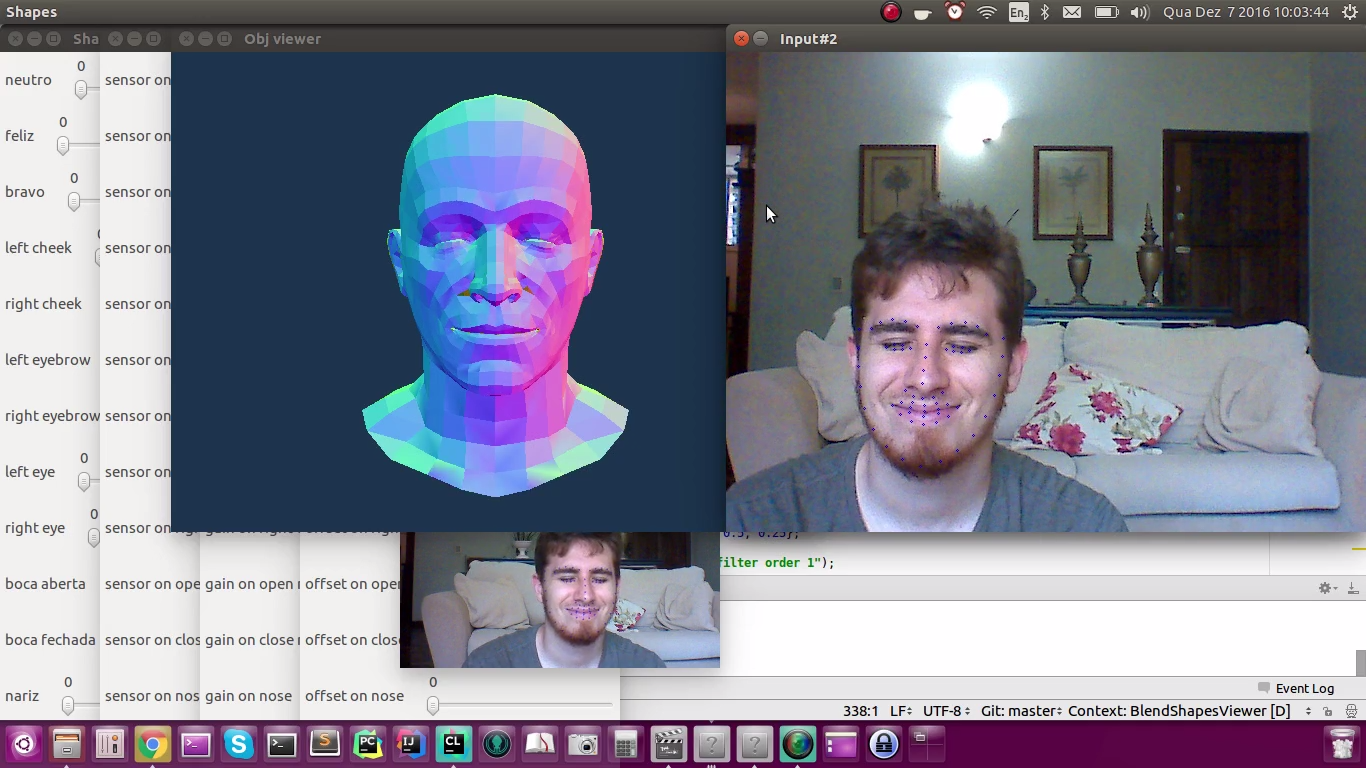 Shapes
En2
Qua Dez 7 2016 10:03:44
Sha
Obj viewer
Input#2
0
neutro
sensor on
0
feliz
sensor on
0
bravo
sensor on
left cheek
sensor on
right cheek
sensor on
left eyebrow
sensor on
right eyebrow
sensor on
0
left eye
sensor on
0
right eye
sensor on
0.5, 0.25};
filter order 1");
boca aberta
sensor on ope
gain on open
offset on open
boca fechada
sensor on clos
gain on close
offset on clos
0
0
nariz
sensor on nos
gain on nose
offset on nose
Event Log
338:1
LF
UTF-8
Git: master
Context: BlendShapesViewer [D]
S
S
PC
IJ
CL